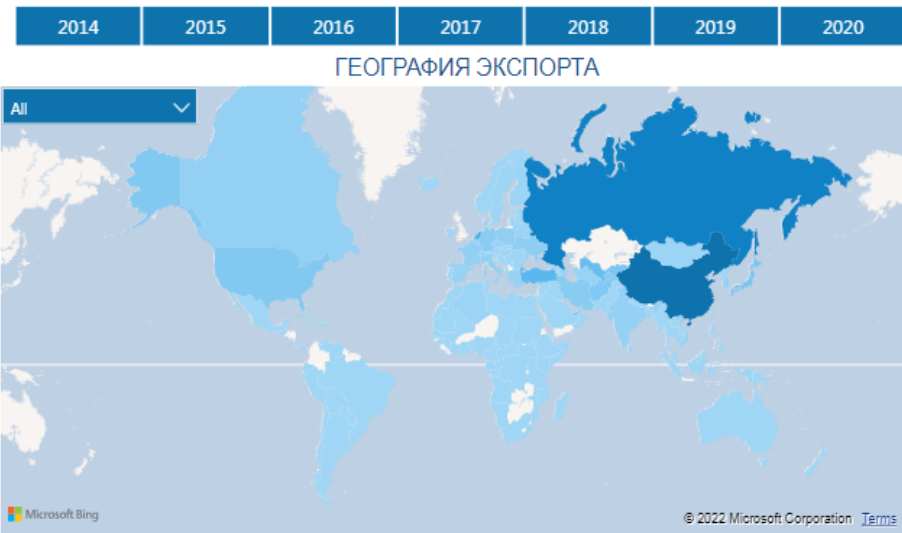 2014 2015 2016 2017 2018 2019 2020
ГЕОГРАФИЯ ЭКСПОРТА
All
Microsoft Bing
© 2022 Microsoft Corporation Terms